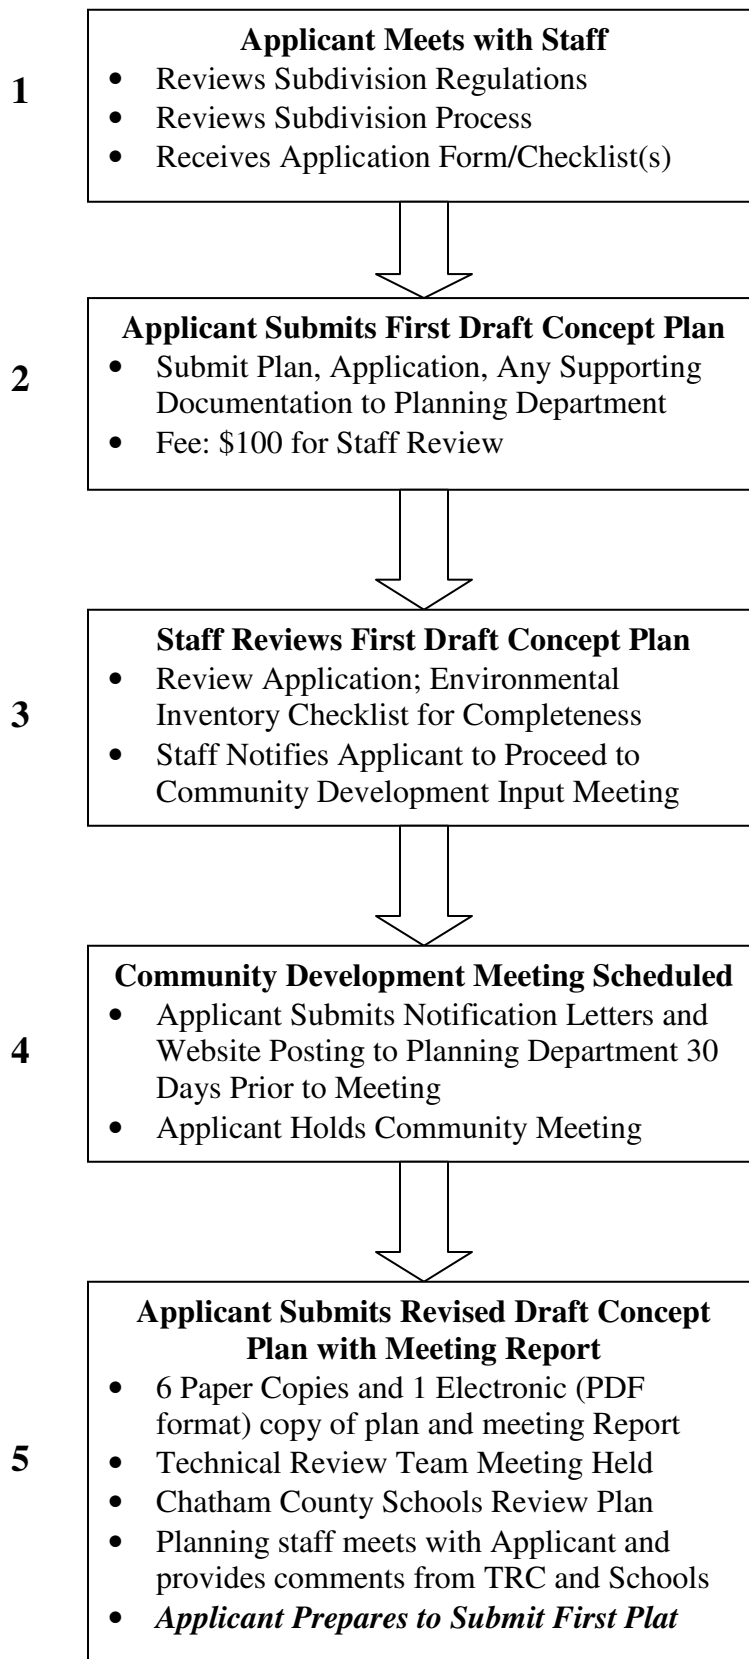 1
Applicant Meets with Staff
• Reviews Subdivision Regulations
• Reviews Subdivision Process
• Receives Application Form/Checklist(s)
2
Applicant Submits First Draft Concept Plan
• Submit Plan, Application, Any Supporting
Documentation to Planning Department
• Fee: $100 for Staff Review
3
Staff Reviews First Draft Concept Plan
• Review Application; Environmental
Inventory Checklist for Completeness
• Staff Notifies Applicant to Proceed to
Community Development Input Meeting
4
Community Development Meeting Scheduled
• Applicant Submits Notification Letters and
Website Posting to Planning Department 30
Days Prior to Meeting
• Applicant Holds Community Meeting
5
Applicant Submits Revised Draft Concept
Plan with Meeting Report
• 6 Paper Copies and 1 Electronic (PDF
format) copy of plan and meeting Report
• Technical Review Team Meeting Held
• Chatham County Schools Review Plan
• Planning staff meets with Applicant and
provides comments from TRC and Schools
• Applicant Prepares to Submit First Plat